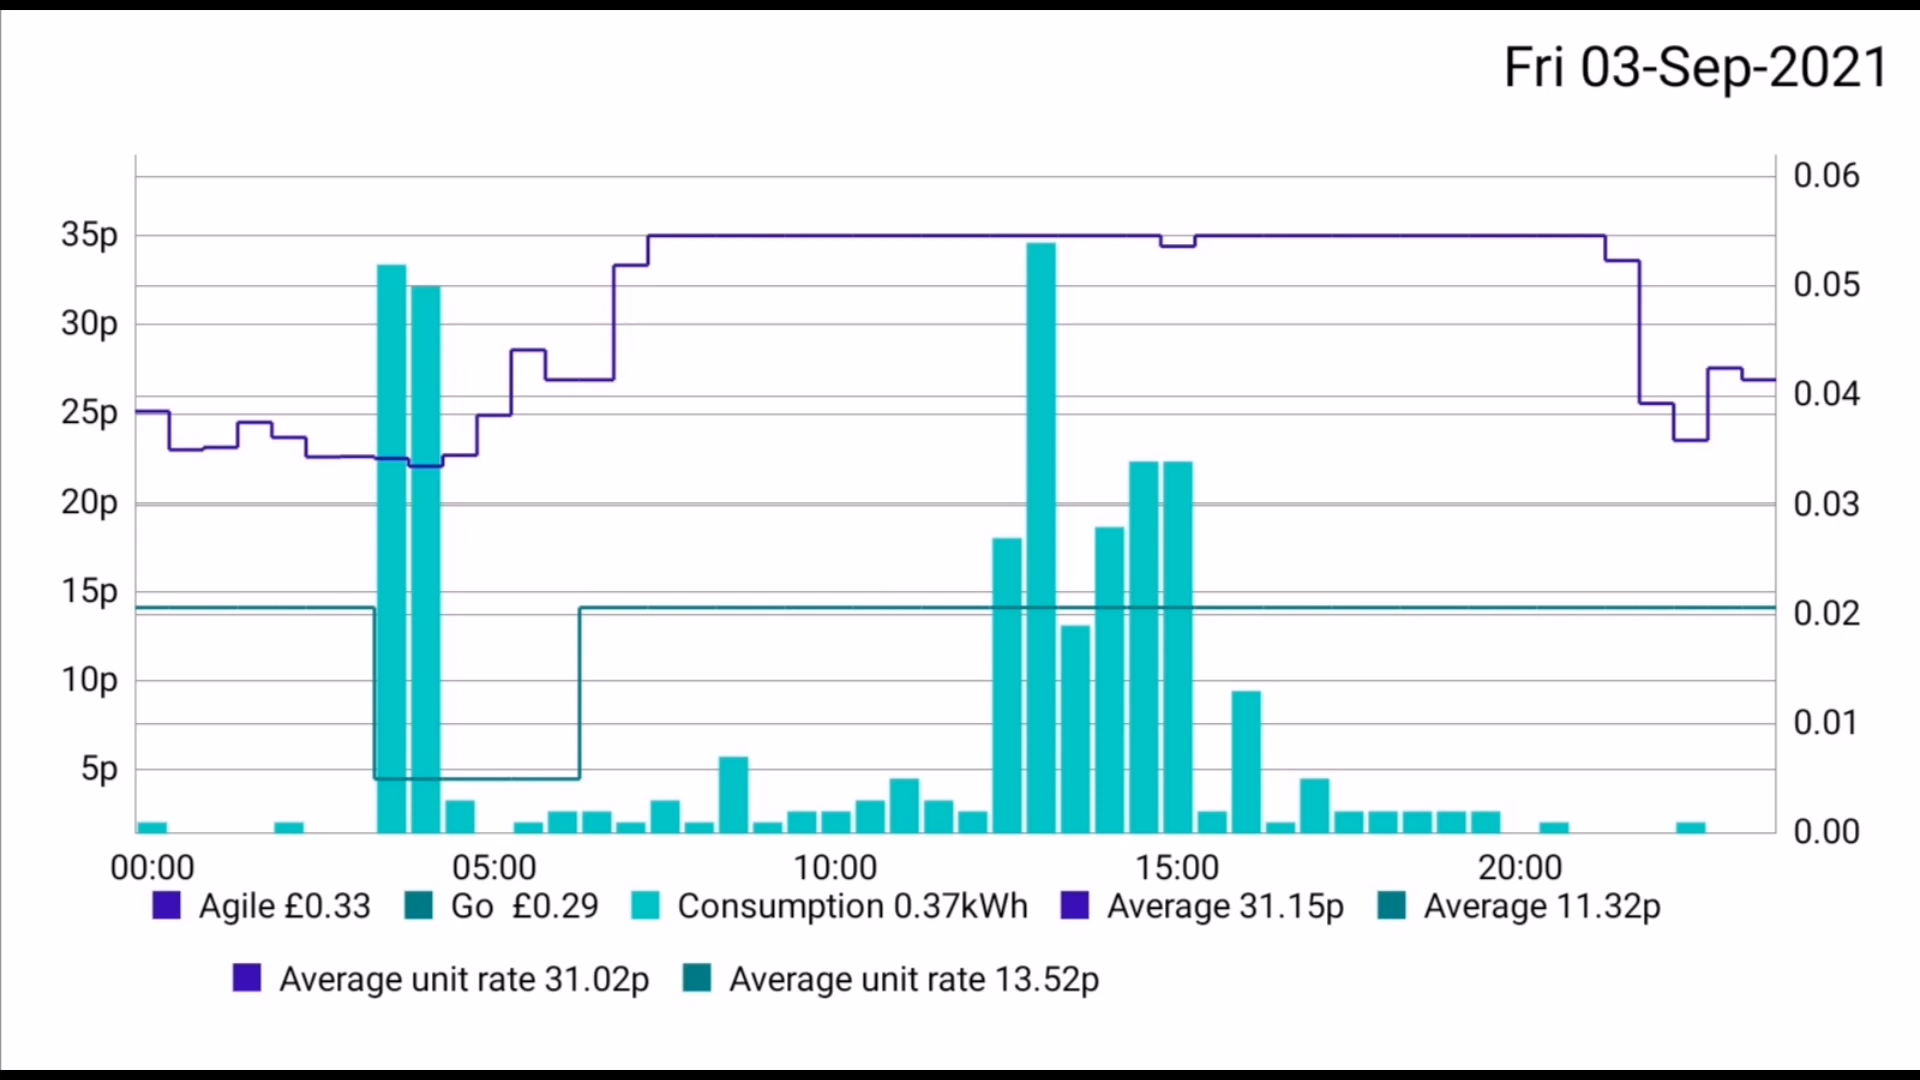 Fri 03-Sep-2021
0.06
35p
0.05
30p
0.04
25p
20p
0.03
15p
0.02
10p
0.01
5p
0.00
00:00 05:00 10:00 15:00 20:00
Agile £0.33 Go £0.29 Consumption 0.37kWh Average 31.15p Average 11.32p
Average unit rate 31.02p Average unit rate 13.52p